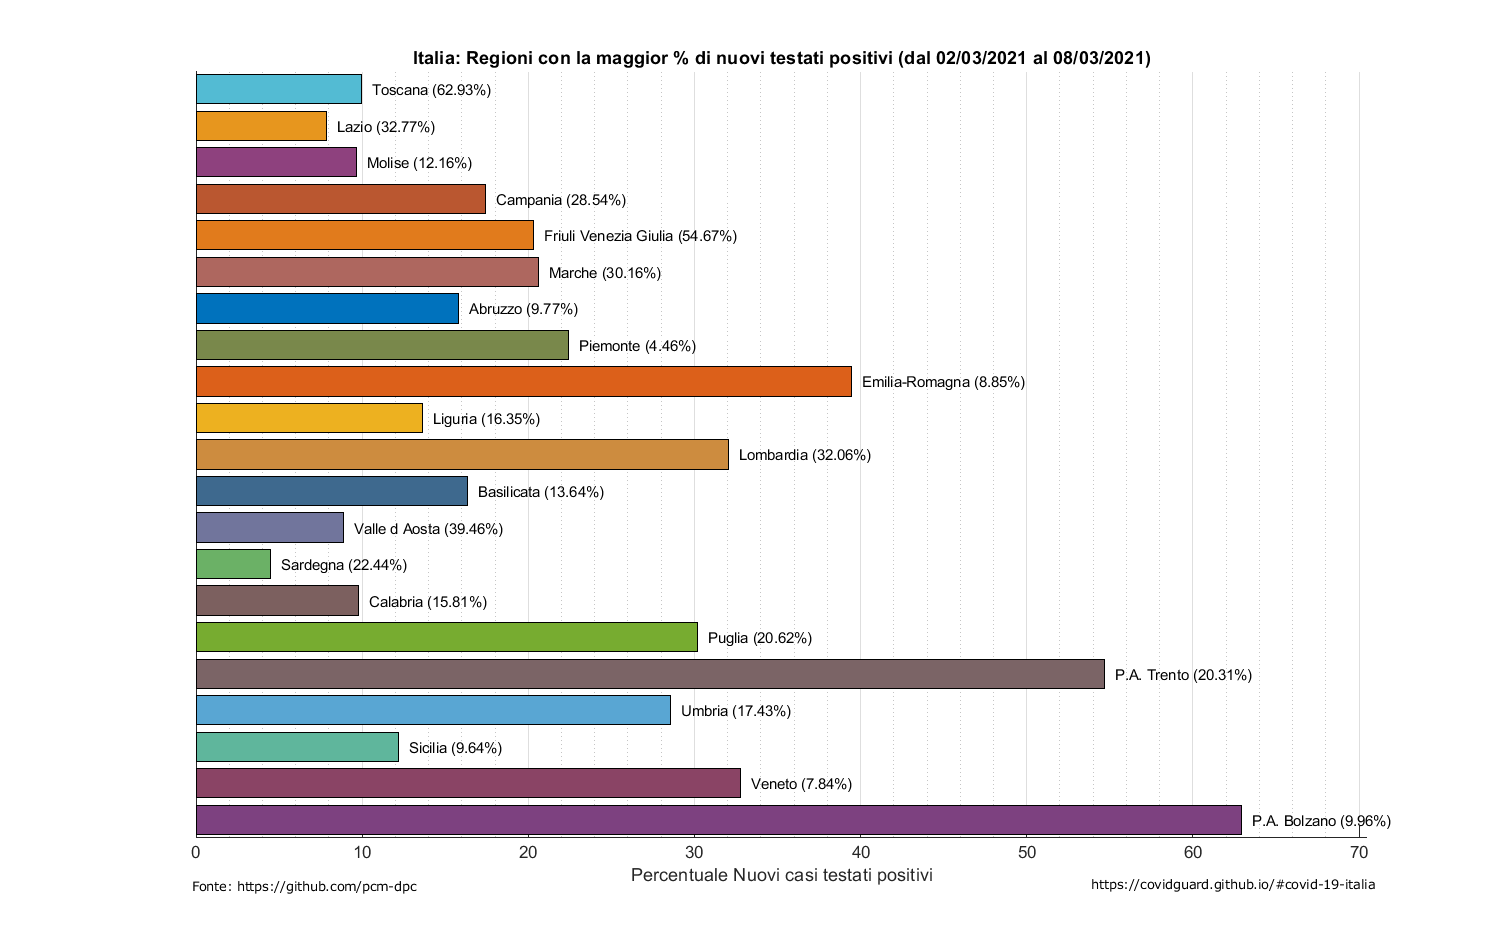 Italia: Regioni con la maggior % di nuovi testati positivi (dal 02/03/2021 al 08/03/2021)
Toscana (62.93%)
Lazio (32.77%)
Molise (12.16%)
Campania (28.54%)
Friuli Venezia Giulia (54.67%)
Marche (30.16%)
Abruzzo (9.77%)
Piemonte (4.46%)
Emilia-Romagna (8.85%)
Liguria (16.35%)
Lombardia (32.06%)
Basilicata (13.64%)
Valle d Aosta (39.46%)
Sardegna (22.44%)
Calabria (15.81%)
Puglia (20.62%)
P.A. Trento (20.31%)
Umbria (17.43%)
Sicilia (9.64%)
Veneto (7.84%)
P.A. Bolzano (9.96%)
0 10 20 30 40 50 60 70
Percentuale Nuovi casi testati positivi
Fonte: https://github.com/pcm-dpc
https://covidguard.github.io/#covid-19-italia